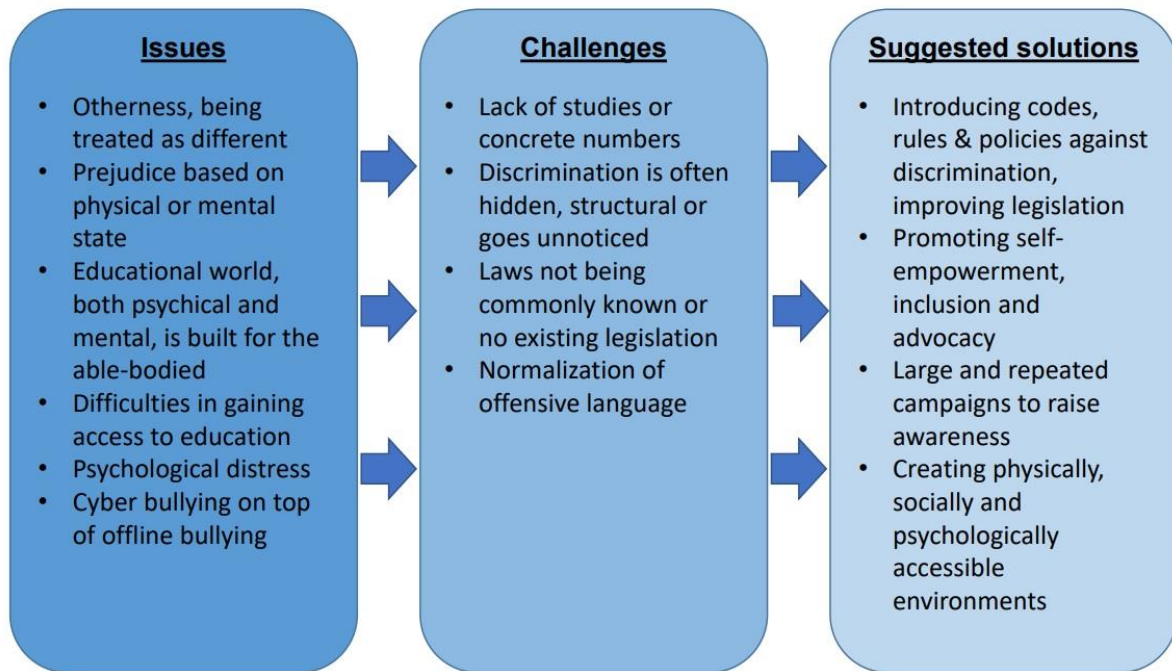 Issues
• Otherness, being
treated as different
• Prejudice based on
physical or mental
state
• Educational world,
both psychical and
mental, is built for the
able-bodied
• Difficulties in gaining
access to education
• Psychological distress
• Cyber bullying on top
of offline bullying
Challenges
• Lack of studies or
concrete numbers
• Discrimination is often
hidden, structural or
goes unnoticed
• Laws not being
commonly known or
no existing legislation
• Normalization of
offensive language
Suggested solutions
• Introducing codes,
rules & policies against
discrimination,
improving legislation
• Promoting self-
empowerment,
inclusion and
advocacy
• Large and repeated
campaigns to raise
awareness
• Creating physically,
socially and
psychologically
accessible
environments